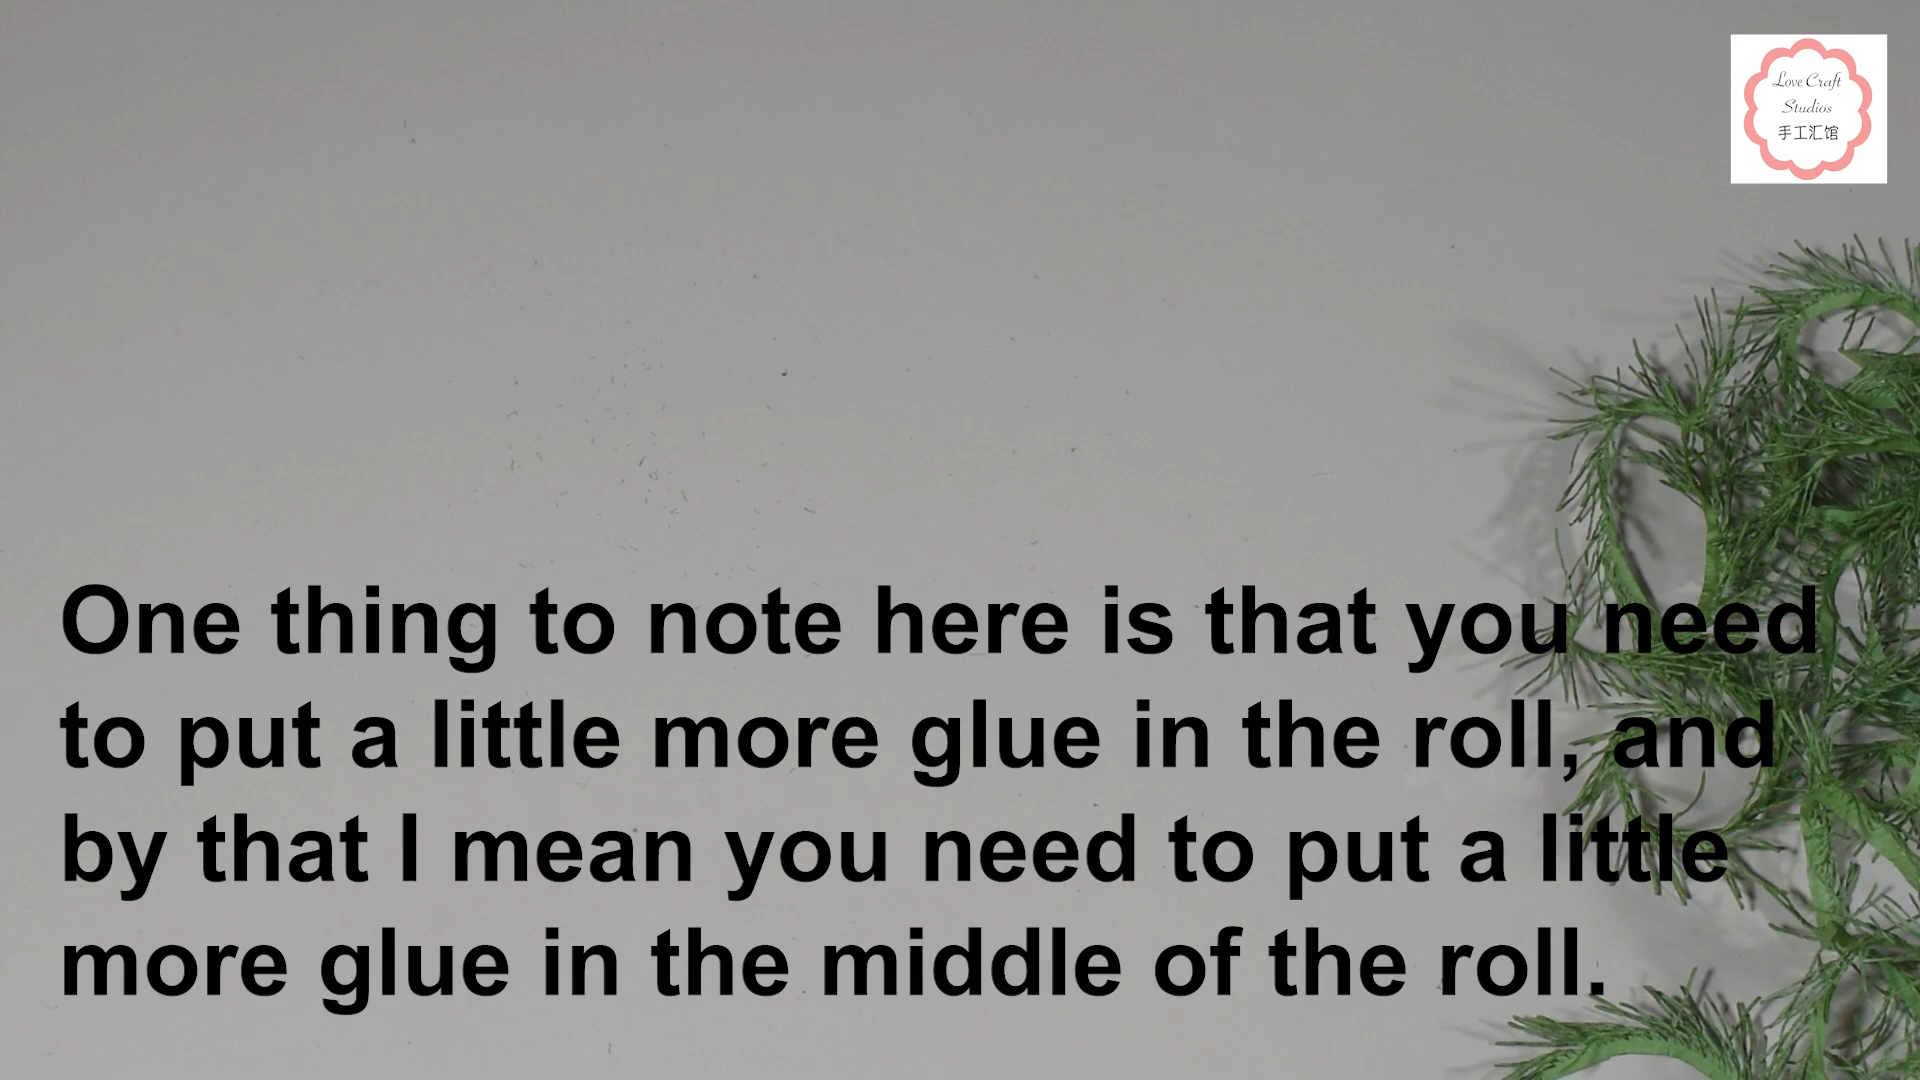 Love Craft
Studios
手工汇馆
One thing to note here is that you need
to put a little more glue in the roll, and
by that I mean you need to put a little
more glue in the middle of the roll.